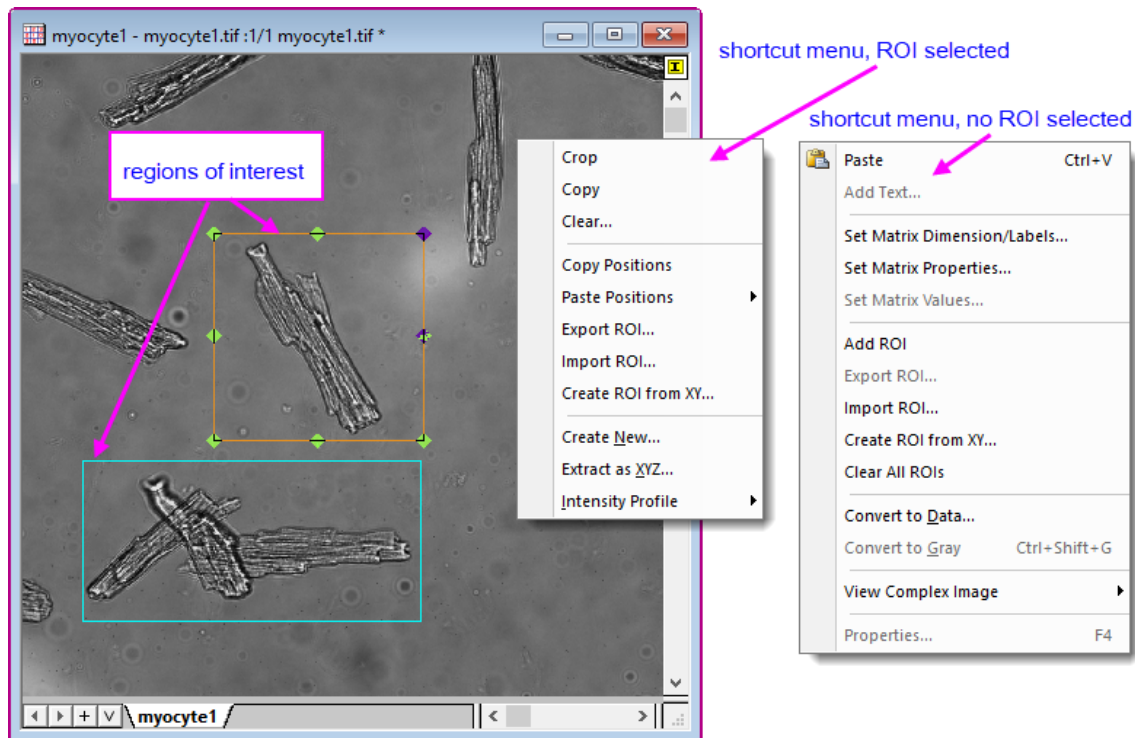 myocyte1 - myocyte1.tif :1/1 myocyte1.tif *
shortcut menu, ROI selected
shortcut menu, no ROI selected
regions of interest
Crop
Copy
Clear...
Copy Positions
Paste Positions
Export ROI...
Import ROI...
Create ROI from XY...
Create New...
Extract as XYZ...
Intensity Profile
Paste Ctrl+V
Add Text...
Set Matrix Dimension/Labels...
Set Matrix Properties...
Set Matrix Values...
Add ROI
Export ROI...
Import ROI...
Create ROI from XY...
Clear All ROIs
Convert to Data...
Convert to Gray Ctrl+Shift+G
View Complex Image
Properties... F4
myocyte1